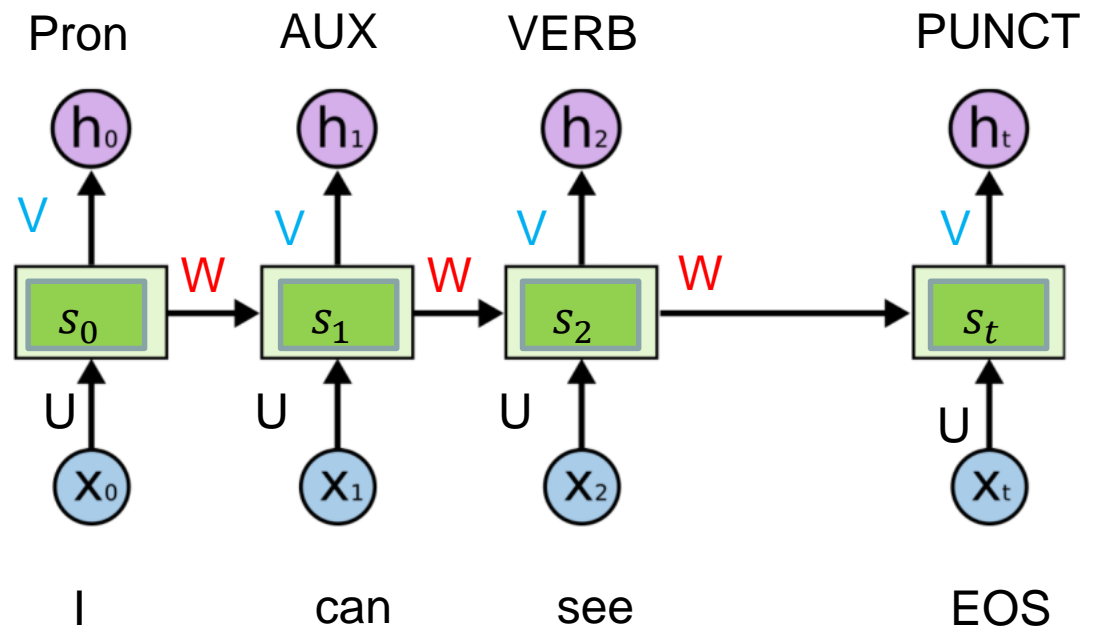 Pron AUX VERB PUNCT
h₀ h₁ h₂ hₜ
V V V V
W W W
s₀ s₁ s₂ sₜ
U U U U
x₀ x₁ x₂ xₜ
I can see EOS